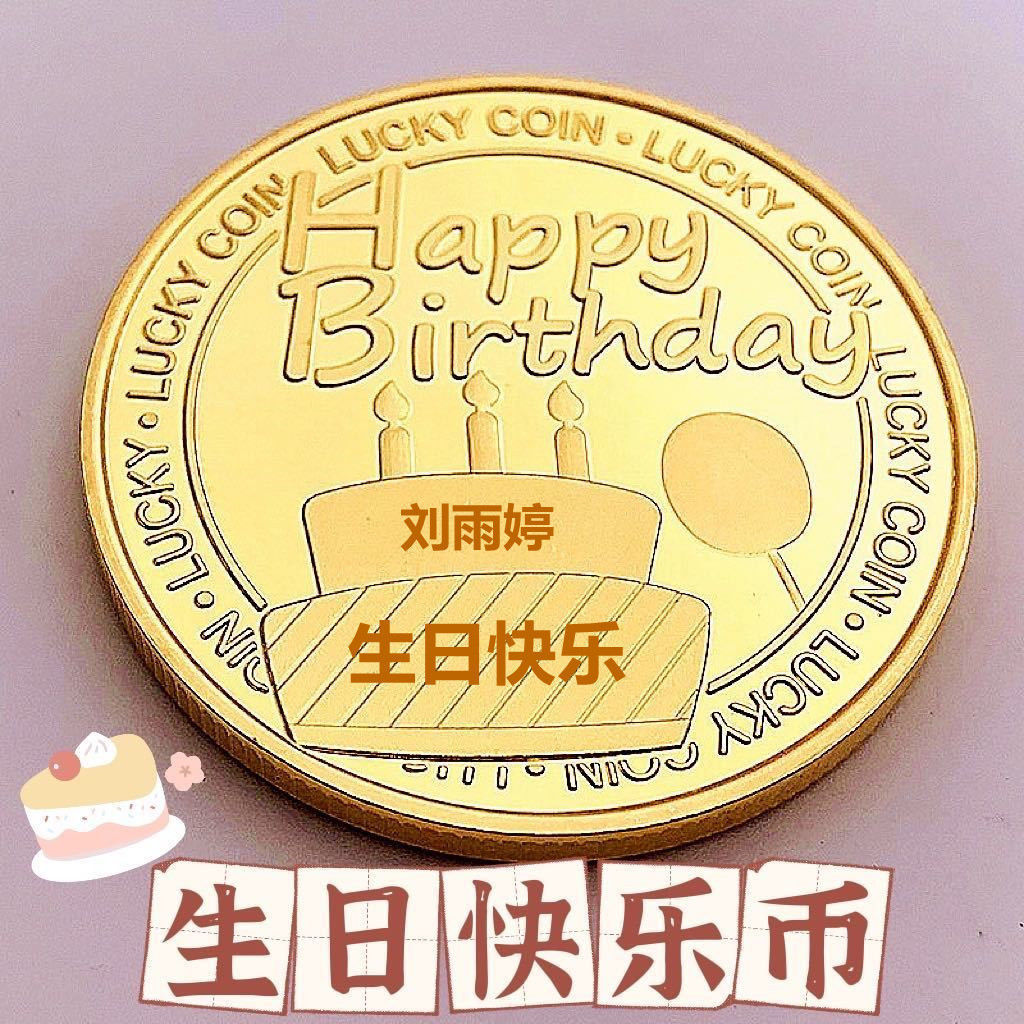 LUCKY COIN • LUCKY COIN • LUCKY COIN • LUCKY COIN • LUCKY COIN • LUCKY
Happy
Birthday
刘雨婷
生日快乐
生日快乐币